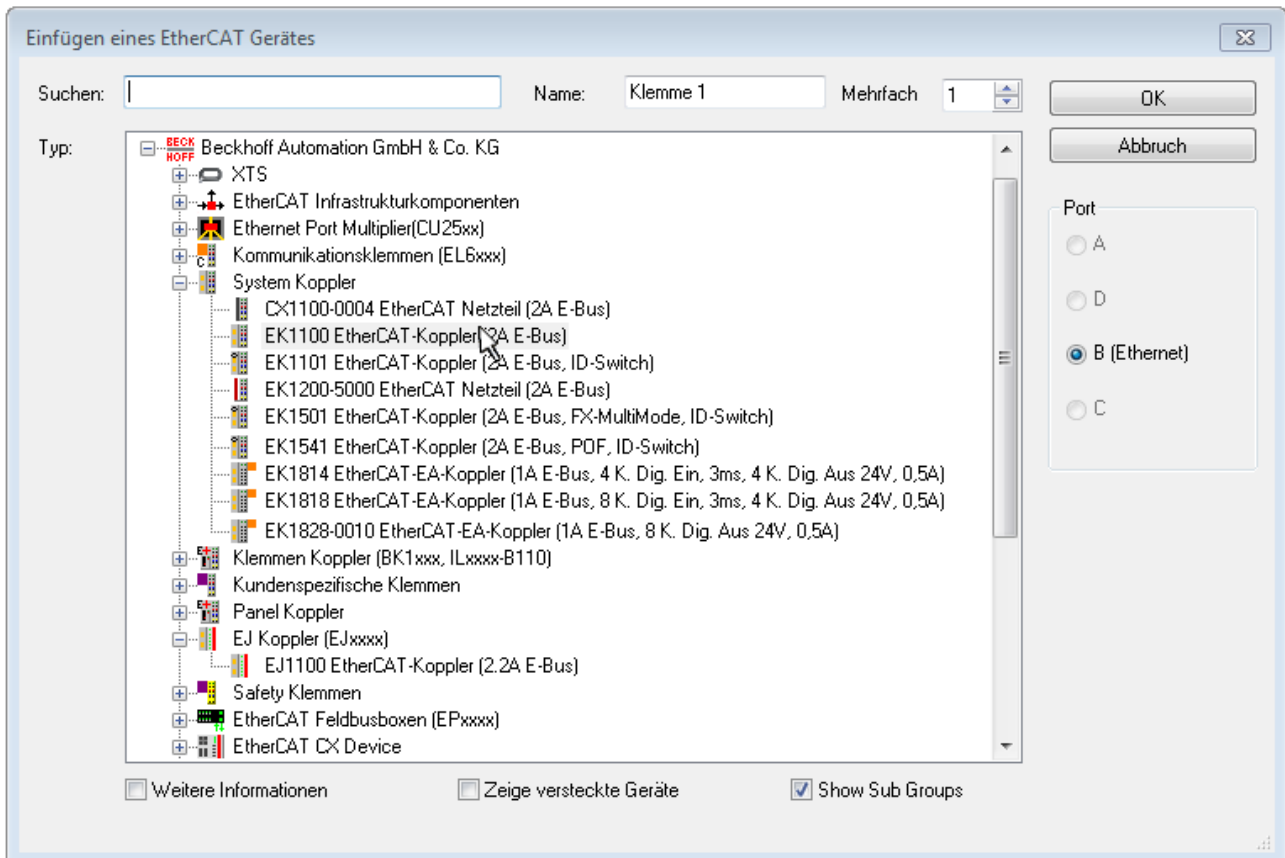 Einfügen eines EtherCAT Gerätes
Suchen: Name: Klemme 1 Mehrfach 1 OK
Abbruch
Typ: BECKHOFF Beckhoff Automation GmbH & Co. KG
XTS
EtherCAT Infrastrukturkomponenten
Ethernet Port Multiplier(CU25xx)
Kommunikationsklemmen (EL6xxx)
System Koppler
CX1100-0004 EtherCAT Netzteil (2A E-Bus)
EK1100 EtherCAT-Koppler (2A E-Bus)
EK1101 EtherCAT-Koppler (2A E-Bus, ID-Switch)
EK1200-5000 EtherCAT Netzteil (2A E-Bus)
EK1501 EtherCAT-Koppler (2A E-Bus, FX-MultiMode, ID-Switch)
EK1541 EtherCAT-Koppler (2A E-Bus, POF, ID-Switch)
EK1814 EtherCAT-EA-Koppler (1A E-Bus, 4 K. Dig. Ein, 3ms, 4 K. Dig. Aus 24V, 0,5A)
EK1818 EtherCAT-EA-Koppler (1A E-Bus, 8 K. Dig. Ein, 3ms, 4 K. Dig. Aus 24V, 0,5A)
EK1828-0010 EtherCAT-EA-Koppler (1A E-Bus, 8 K. Dig. Aus 24V, 0,5A)
Klemmen Koppler (BK1xxx, ILxxxx-B110)
Kundenspezifische Klemmen
Panel Koppler
EJ Koppler (EJxxxx)
EJ1100 EtherCAT-Koppler (2.2A E-Bus)
Safety Klemmen
EtherCAT Feldbusboxen (EPxxxx)
EtherCAT CX Device
Port
A
D
B (Ethernet)
C
Weitere Informationen Zeige versteckte Geräte Show Sub Groups